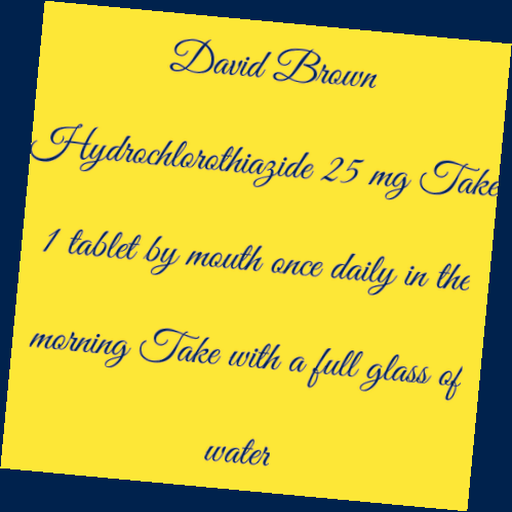 David Brown
Hydrochlorothiazide 25 mg Take
1 tablet by mouth once daily in the
morning Take with a full glass of
water